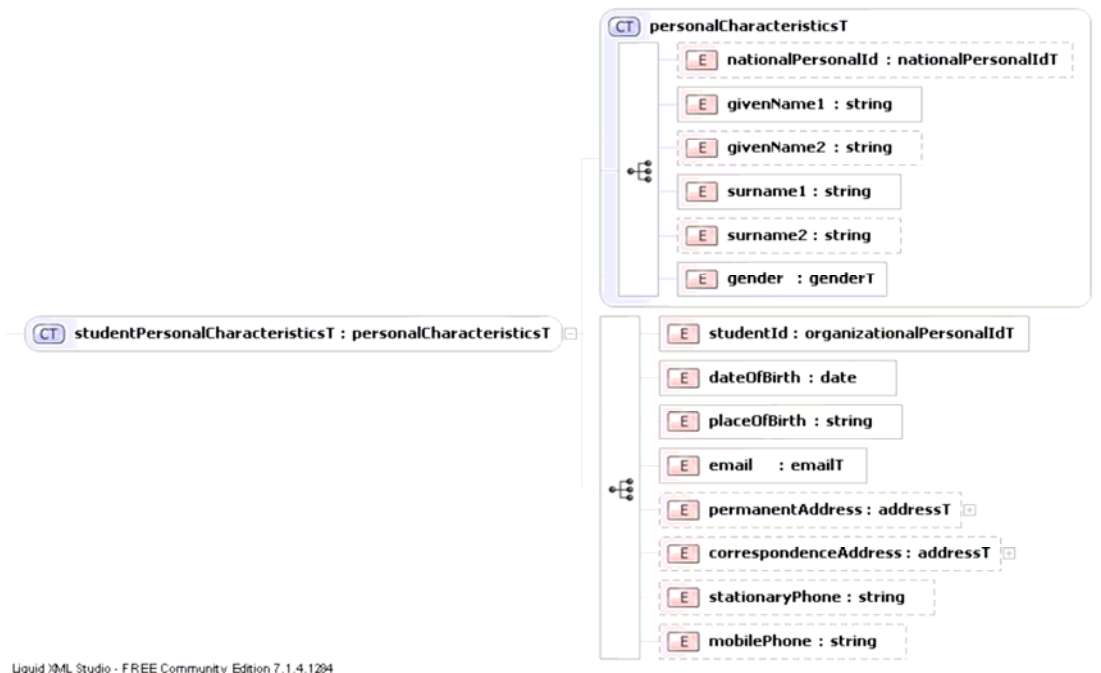 CT personalCharacteristicsT
E nationalPersonalId : nationalPersonalIdT
E givenName1 : string
E givenName2 : string
E surname1 : string
E surname2 : string
E gender : genderT
CT studentPersonalCharacteristicsT : personalCharacteristicsT
E studentId : organizationalPersonalIdT
E dateOfBirth : date
E placeOfBirth : string
E email : emailT
E permanentAddress : addressT
E correspondenceAddress : addressT
E stationaryPhone : string
E mobilePhone : string
Liquid XML Studio - FREE Community Edition 7.1.4.1284